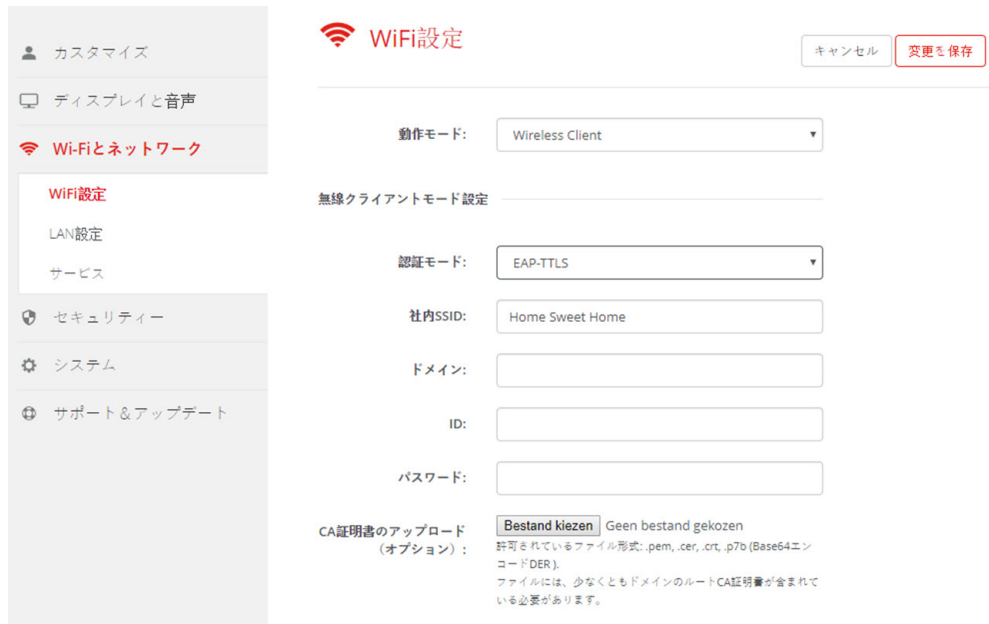 カスタマイズ
ディスプレイと音声
Wi-Fiとネットワーク
WiFi設定
LAN設定
サービス
セキュリティー
システム
サポート＆アップデート
WiFi設定
キャンセル
変更を保存
動作モード:
Wireless Client
無線クライアントモード設定
認証モード:
EAP-TTLS
社内SSID:
Home Sweet Home
ドメイン:
ID:
パスワード:
CA証明書のアップロード
（オプション）:
Bestand kiezen Geen bestand gekozen
許可されているファイル形式: .pem, .cer, .crt, .p7b (Base64エン
コードDER ).
ファイルには、少なくともドメインのルートCA証明書が含まれて
いる必要があります。